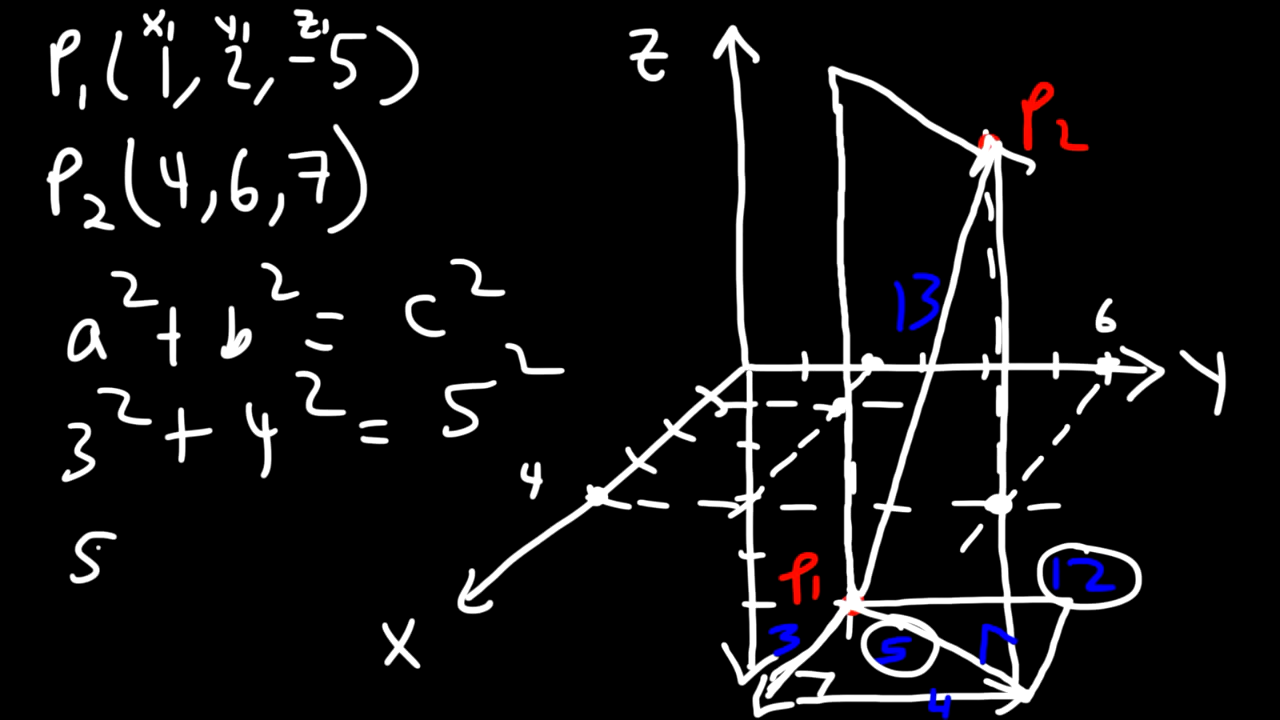 x₁ y₁ z₁
P₁(1, 2, -5)
P₂(4, 6, 7)
a² + b² = c²
3² + 4² = 5²
5
Z
P₂
13
6
Y
4
P₁
12
3
5
4
X